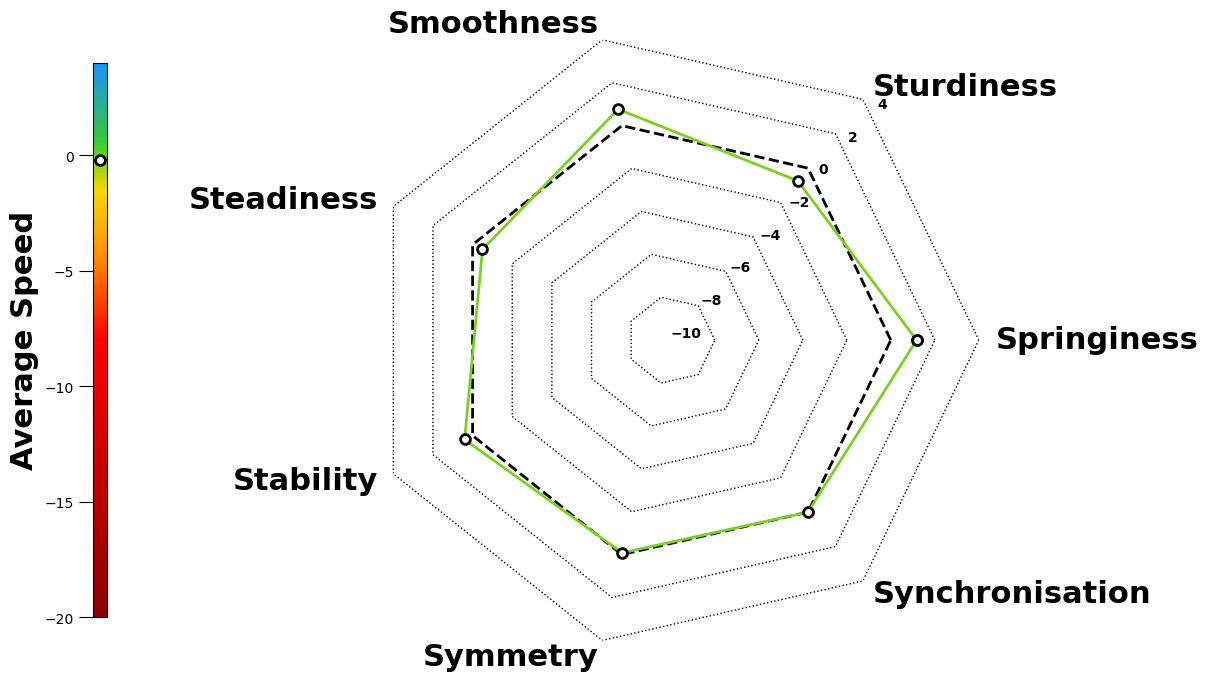 Smoothness
Sturdiness
4
2
0
−2
−4
−6
−8
−10
Steadiness
Springiness
Stability
Synchronisation
Symmetry
Average Speed
0
−5
−10
−15
−20